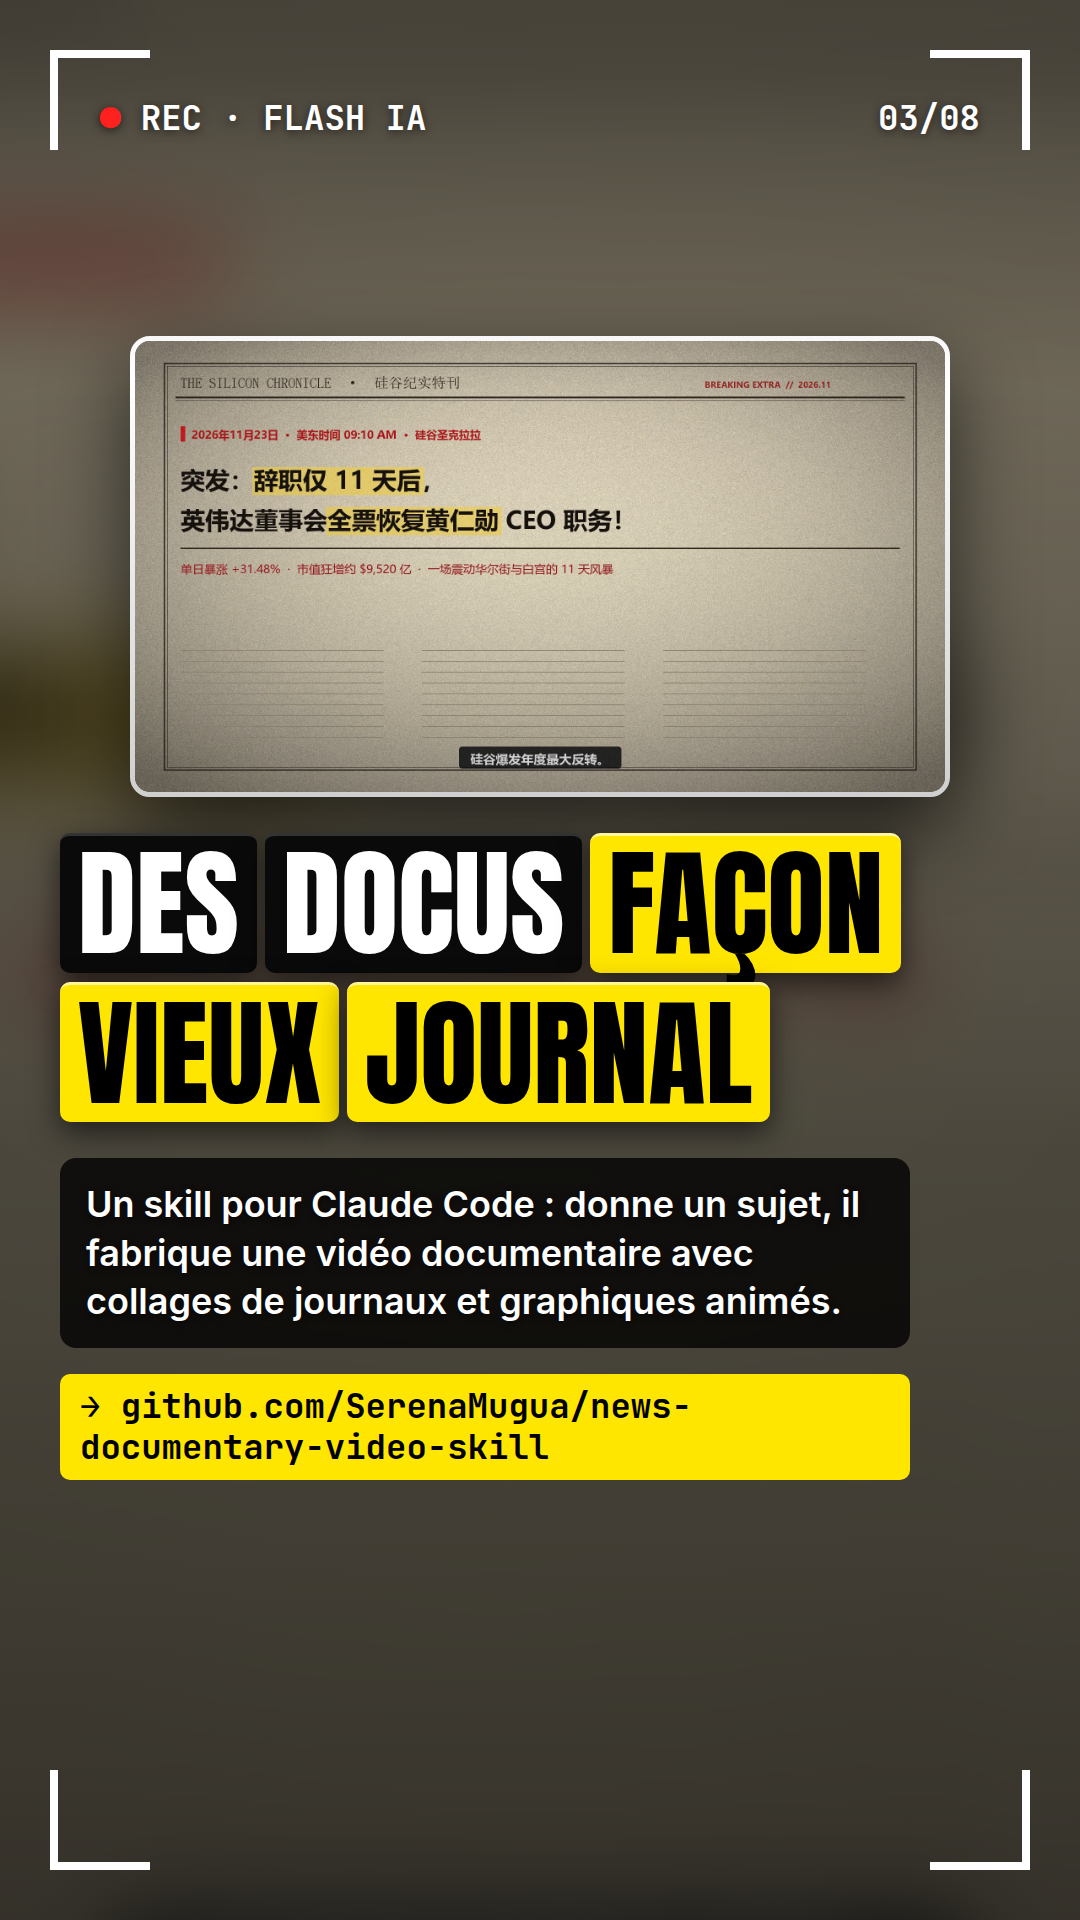 REC · FLASH IA
03/08
THE SILICON CHRONICLE • 硅谷纪实特刊
BREAKING EXTRA // 2026.11
2026年11月23日 • 美东时间 09:10 AM • 硅谷圣克拉拉
突发：辞职仅 11 天后，
英伟达董事会全票恢复黄仁勋 CEO 职务！
单日暴涨 +31.48% · 市值狂增约 $9,520 亿 · 一场震动华尔街与白宫的 11 天风暴
硅谷爆发年度最大反转。
DES DOCUS FAÇON
VIEUX JOURNAL
Un skill pour Claude Code : donne un sujet, il
fabrique une vidéo documentaire avec
collages de journaux et graphiques animés.
→ github.com/SerenaMugua/news-
documentary-video-skill